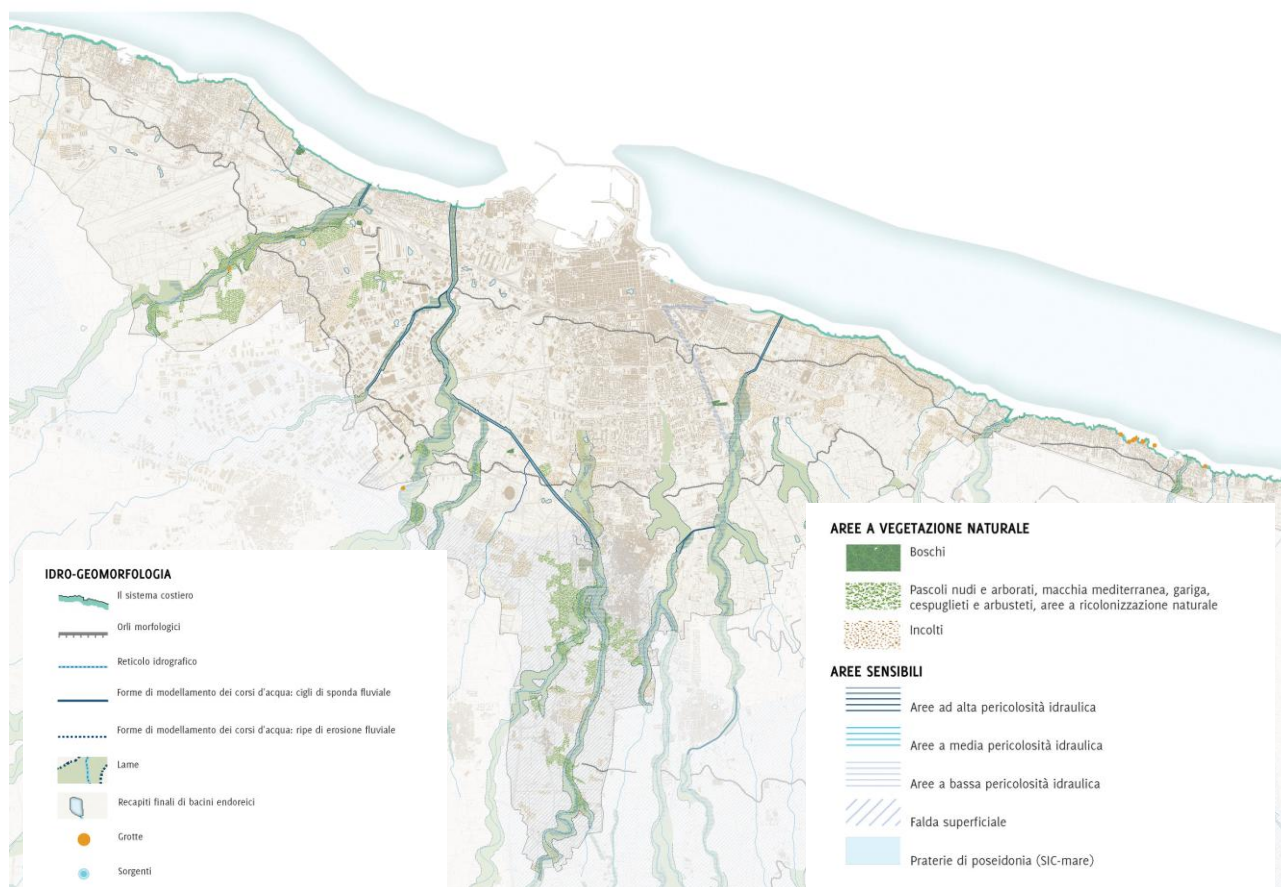 IDRO-GEOMORFOLOGIA
Il sistema costiero
Orli morfologici
Reticolo idrografico
Forme di modellamento dei corsi d'acqua: cigli di sponda fluviale
Forme di modellamento dei corsi d'acqua: ripe di erosione fluviale
Lame
Recapiti finali di bacini endoreici
Grotte
Sorgenti
AREE A VEGETAZIONE NATURALE
Boschi
Pascoli nudi e arborati, macchia mediterranea, gariga,
cespuglieti e arbusteti, aree a ricolonizzazione naturale
Incolti
AREE SENSIBILI
Aree ad alta pericolosità idraulica
Aree a media pericolosità idraulica
Aree a bassa pericolosità idraulica
Falda superficiale
Praterie di poseidonia (SIC-mare)